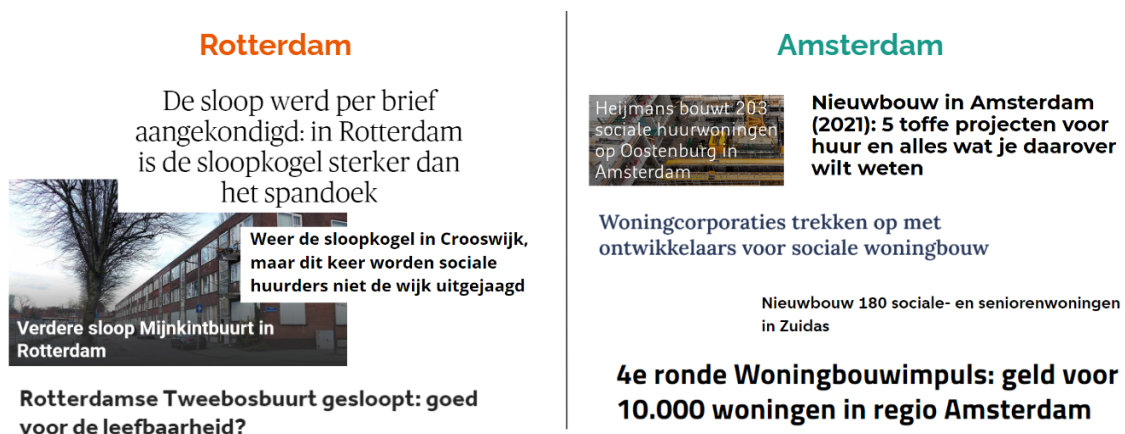 Rotterdam
De sloop werd per brief
aangekondigd: in Rotterdam
is de sloopkogel sterker dan
het spandoek
Weer de sloopkogel in Crooswijk,
maar dit keer worden sociale
huurders niet de wijk uitgejaagd
Verdere sloop Mijnkintbuurt in
Rotterdam
Rotterdamse Tweebosbuurt gesloopt: goed
voor de leefbaarheid?
Amsterdam
Heijmans bouwt 203
sociale huurwoningen
op Oostenburg in
Amsterdam
Nieuwbouw in Amsterdam
(2021): 5 toffe projecten voor
huur en alles wat je daarover
wilt weten
Woningcorporaties trekken op met
ontwikkelaars voor sociale woningbouw
Nieuwbouw 180 sociale- en seniorenwoningen
in Zuidas
4e ronde Woningbouwimpuls: geld voor
10.000 woningen in regio Amsterdam